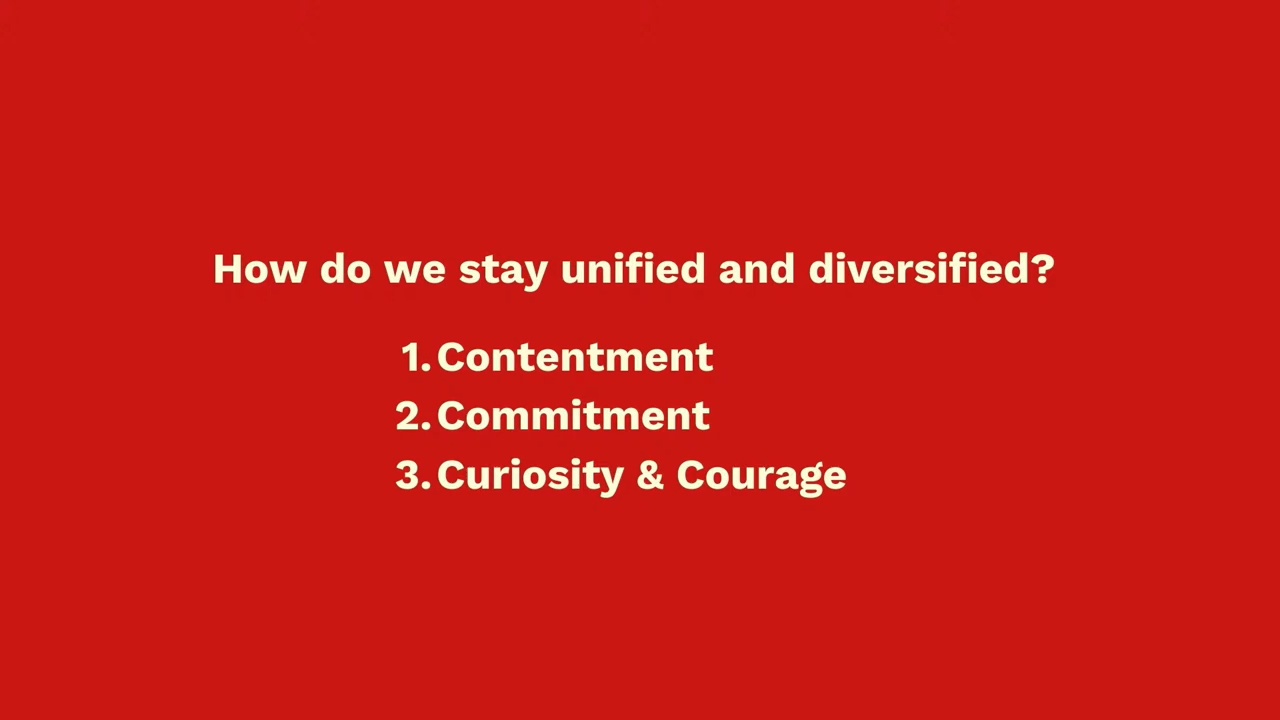 How do we stay unified and diversified?
1. Contentment
2. Commitment
3. Curiosity & Courage